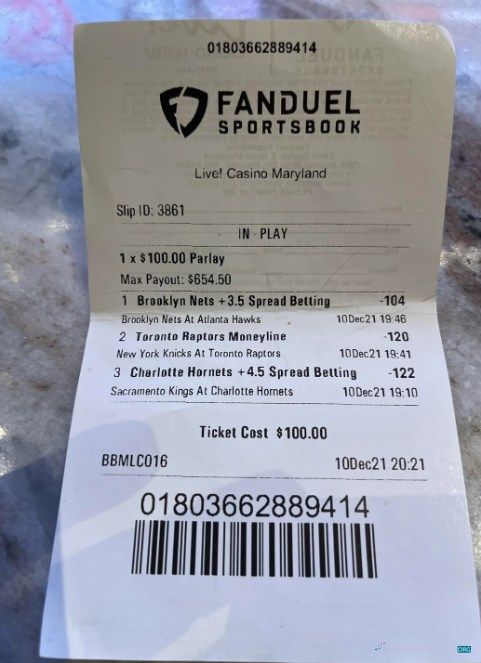 01803662889414
FANDUEL
SPORTSBOOK
Live! Casino Maryland
Slip ID: 3861
IN-PLAY
1 x $100.00 Parlay
Max Payout: $654.50
1 Brooklyn Nets +3.5 Spread Betting -104
Brooklyn Nets At Atlanta Hawks 10Dec21 19:46
2 Toronto Raptors Moneyline -120
New York Knicks At Toronto Raptors 10Dec21 19:41
3 Charlotte Hornets +4.5 Spread Betting -122
Sacramento Kings At Charlotte Hornets 10Dec21 19:10
Ticket Cost $100.00
BBMLC016 10Dec21 20:21
01803662889414
ORG